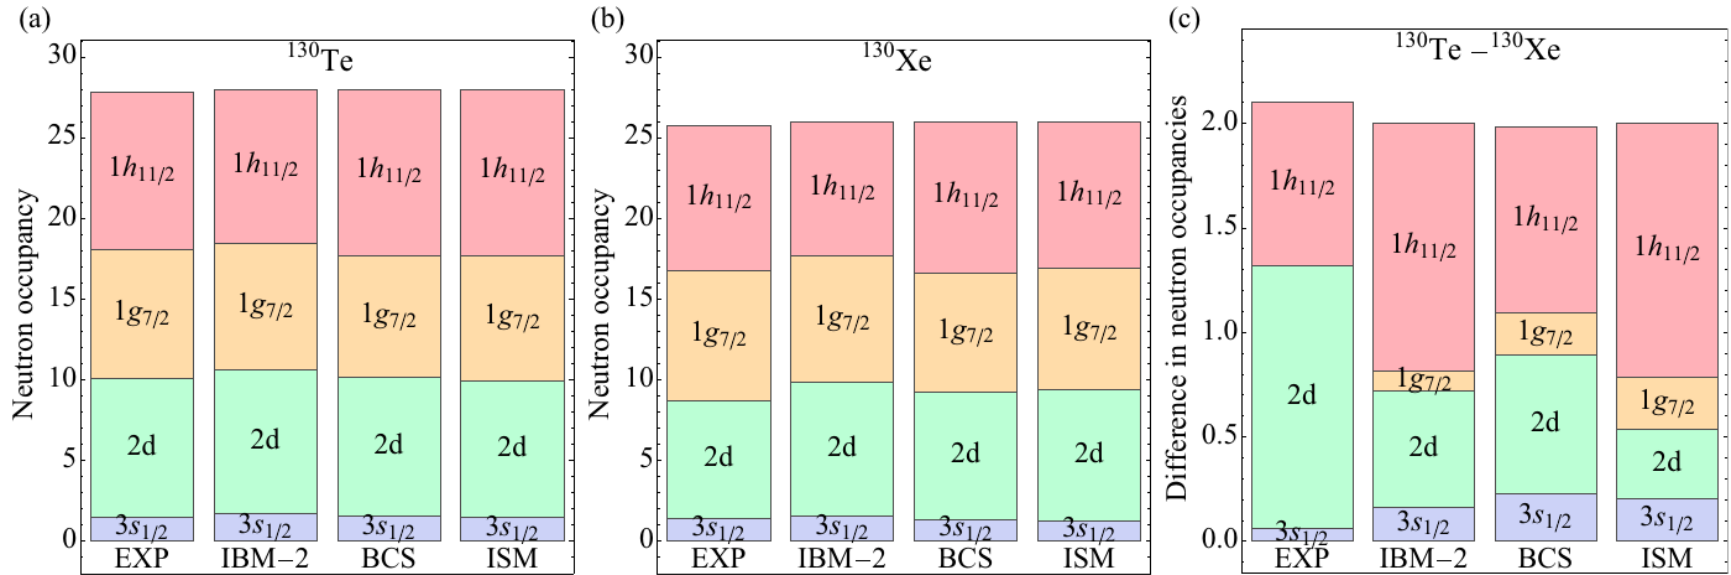 (a)
¹³⁰Te
Neutron occupancy
30
25
20
15
10
5
0
1h₁₁/₂ 1h₁₁/₂ 1h₁₁/₂ 1h₁₁/₂
1g₇/₂ 1g₇/₂ 1g₇/₂ 1g₇/₂
2d 2d 2d 2d
3s₁/₂ 3s₁/₂ 3s₁/₂ 3s₁/₂
EXP IBM−2 BCS ISM
(b)
¹³⁰Xe
Neutron occupancy
30
25
20
15
10
5
0
1h₁₁/₂ 1h₁₁/₂ 1h₁₁/₂ 1h₁₁/₂
1g₇/₂ 1g₇/₂ 1g₇/₂ 1g₇/₂
2d 2d 2d 2d
3s₁/₂ 3s₁/₂ 3s₁/₂ 3s₁/₂
EXP IBM−2 BCS ISM
(c)
¹³⁰Te −¹³⁰Xe
Difference in neutron occupancies
2.0
1.5
1.0
0.5
0.0
1h₁₁/₂ 1h₁₁/₂ 1h₁₁/₂ 1h₁₁/₂
1g₇/₂ 1g₇/₂ 1g₇/₂
2d 2d 2d 2d
3s₁/₂ 3s₁/₂ 3s₁/₂ 3s₁/₂
EXP IBM−2 BCS ISM